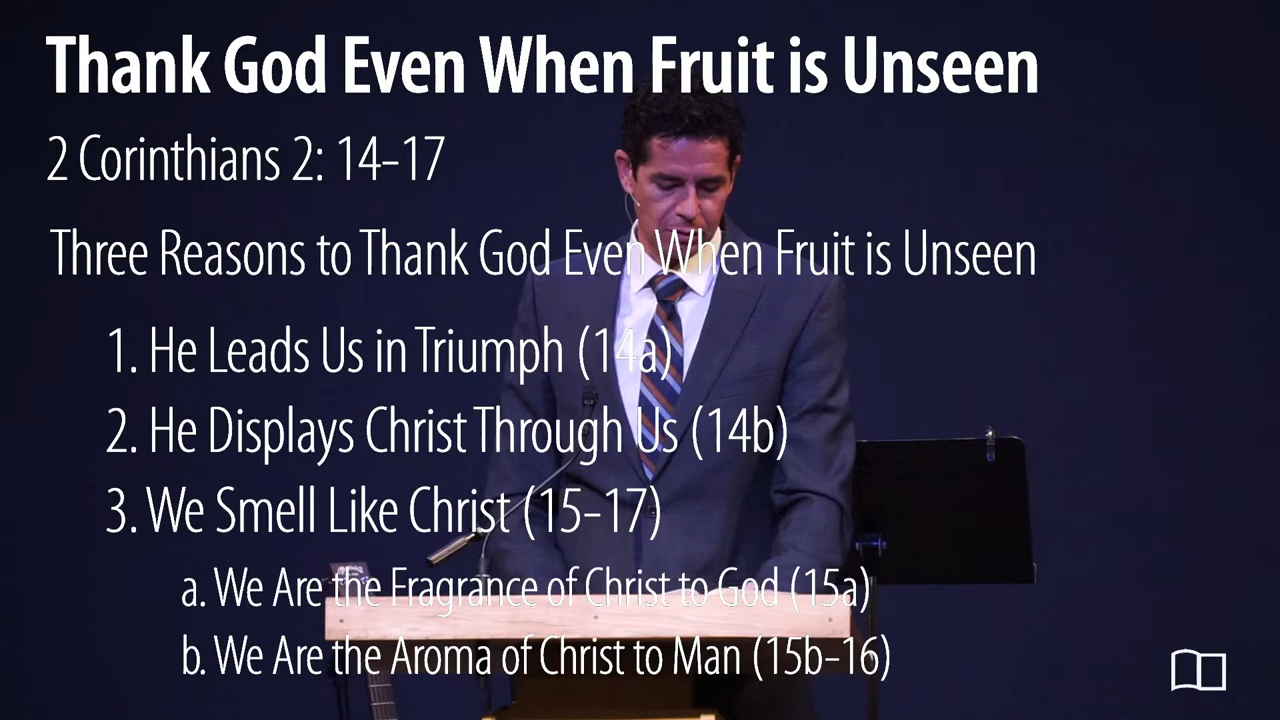 Thank God Even When Fruit is Unseen
2 Corinthians 2: 14-17
Three Reasons to Thank God Even When Fruit is Unseen
1. He Leads Us in Triumph (14a)
2. He Displays Christ Through Us (14b)
3. We Smell Like Christ (15-17)
a. We Are the Fragrance of Christ to God (15a)
b. We Are the Aroma of Christ to Man (15b-16)